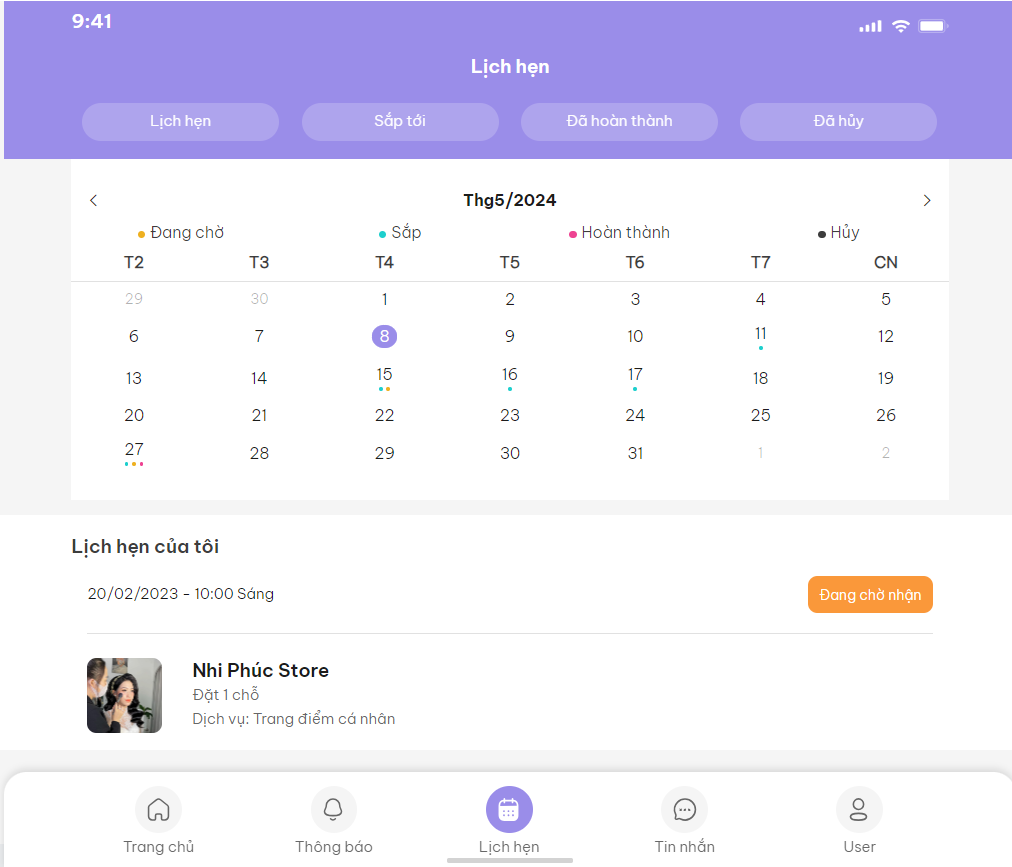 9:41
Lịch hẹn
Lịch hẹn Sắp tới Đã hoàn thành Đã hủy
Thg5/2024
Đang chờ Sắp Hoàn thành Hủy
T2 T3 T4 T5 T6 T7 CN
29 30 1 2 3 4 5
6 7 8 9 10 11 12
13 14 15 16 17 18 19
20 21 22 23 24 25 26
27 28 29 30 31 1 2
Lịch hẹn của tôi
20/02/2023 - 10:00 Sáng Đang chờ nhận
Nhi Phúc Store
Đặt 1 chỗ
Dịch vụ: Trang điểm cá nhân
Trang chủ Thông báo Lịch hẹn Tin nhắn User